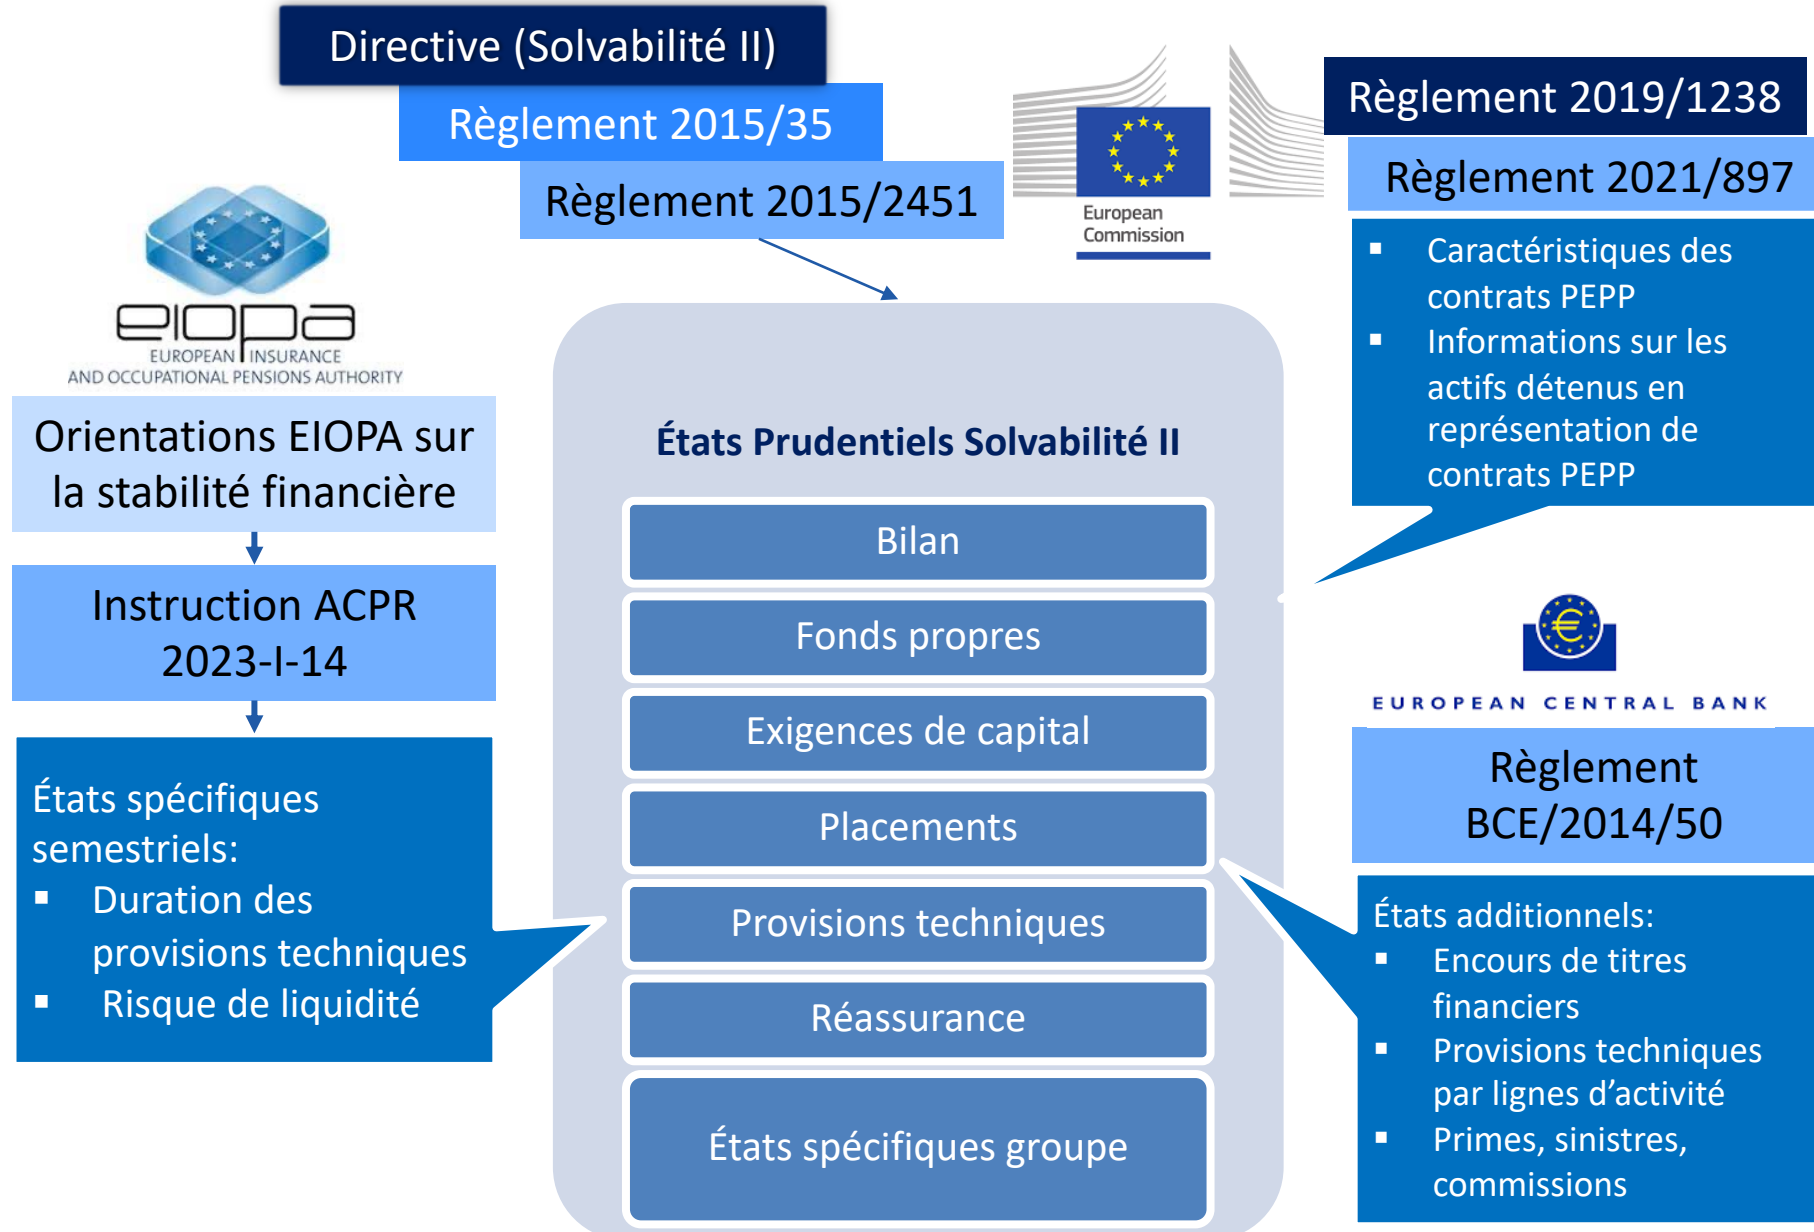 Directive (Solvabilité II)
Règlement 2015/35
Règlement 2015/2451
European
Commission
Règlement 2019/1238
Règlement 2021/897
▪ Caractéristiques des
contrats PEPP
▪ Informations sur les
actifs détenus en
représentation de
contrats PEPP
eiopa
EUROPEAN INSURANCE
AND OCCUPATIONAL PENSIONS AUTHORITY
Orientations EIOPA sur
la stabilité financière
Instruction ACPR
2023-I-14
États spécifiques
semestriels:
▪ Duration des
provisions techniques
▪ Risque de liquidité
États Prudentiels Solvabilité II
Bilan
Fonds propres
Exigences de capital
Placements
Provisions techniques
Réassurance
États spécifiques groupe
€
EUROPEAN CENTRAL BANK
Règlement
BCE/2014/50
États additionnels:
▪ Encours de titres
financiers
▪ Provisions techniques
par lignes d’activité
▪ Primes, sinistres,
commissions